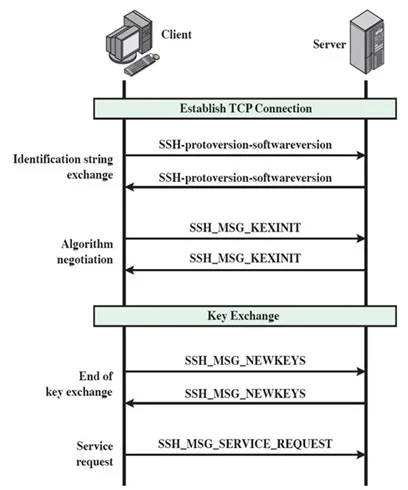 Client
Server
Establish TCP Connection
SSH-protoversion-softwareversion
Identification string
exchange
SSH-protoversion-softwareversion
SSH_MSG_KEXINIT
Algorithm
negotiation
SSH_MSG_KEXINIT
Key Exchange
SSH_MSG_NEWKEYS
End of
key exchange
SSH_MSG_NEWKEYS
Service
request
SSH_MSG_SERVICE_REQUEST